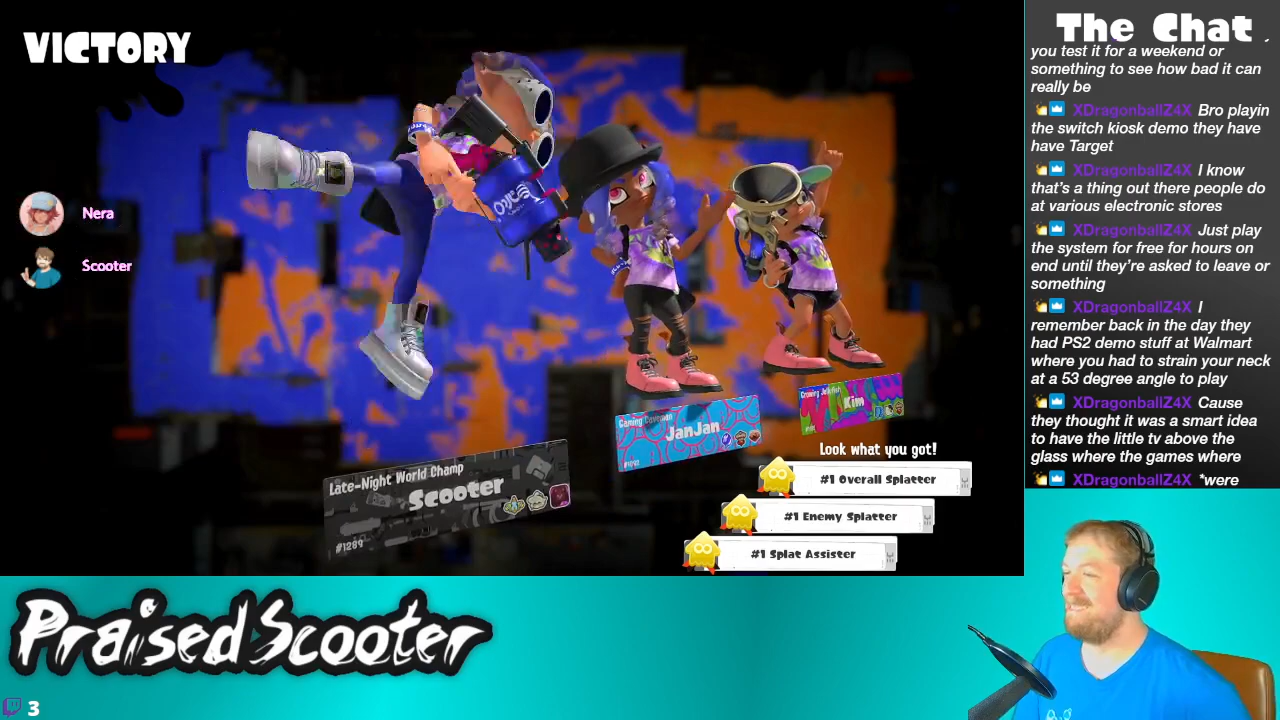 VICTORY
Nera
Scooter
Late-Night World Champ
Scooter
#1289
Gaming Caveman
JanJan
Crowing Jellyfish
Kim
Look what you got!
#1 Overall Splatter
#1 Enemy Splatter
#1 Splat Assister
PraisedScooter
3
The Chat
you test it for a weekend or
something to see how bad it can
really be
XDragonballZ4X Bro playin
the switch kiosk demo they have
have Target
XDragonballZ4X I know
that's a thing out there people do
at various electronic stores
XDragonballZ4X Just play
the system for free for hours on
end until they're asked to leave or
something
XDragonballZ4X I
remember back in the day they
had PS2 demo stuff at Walmart
where you had to strain your neck
at a 53 degree angle to play
XDragonballZ4X Cause
they thought it was a smart idea
to have the little tv above the
glass where the games where
XDragonballZ4X *were